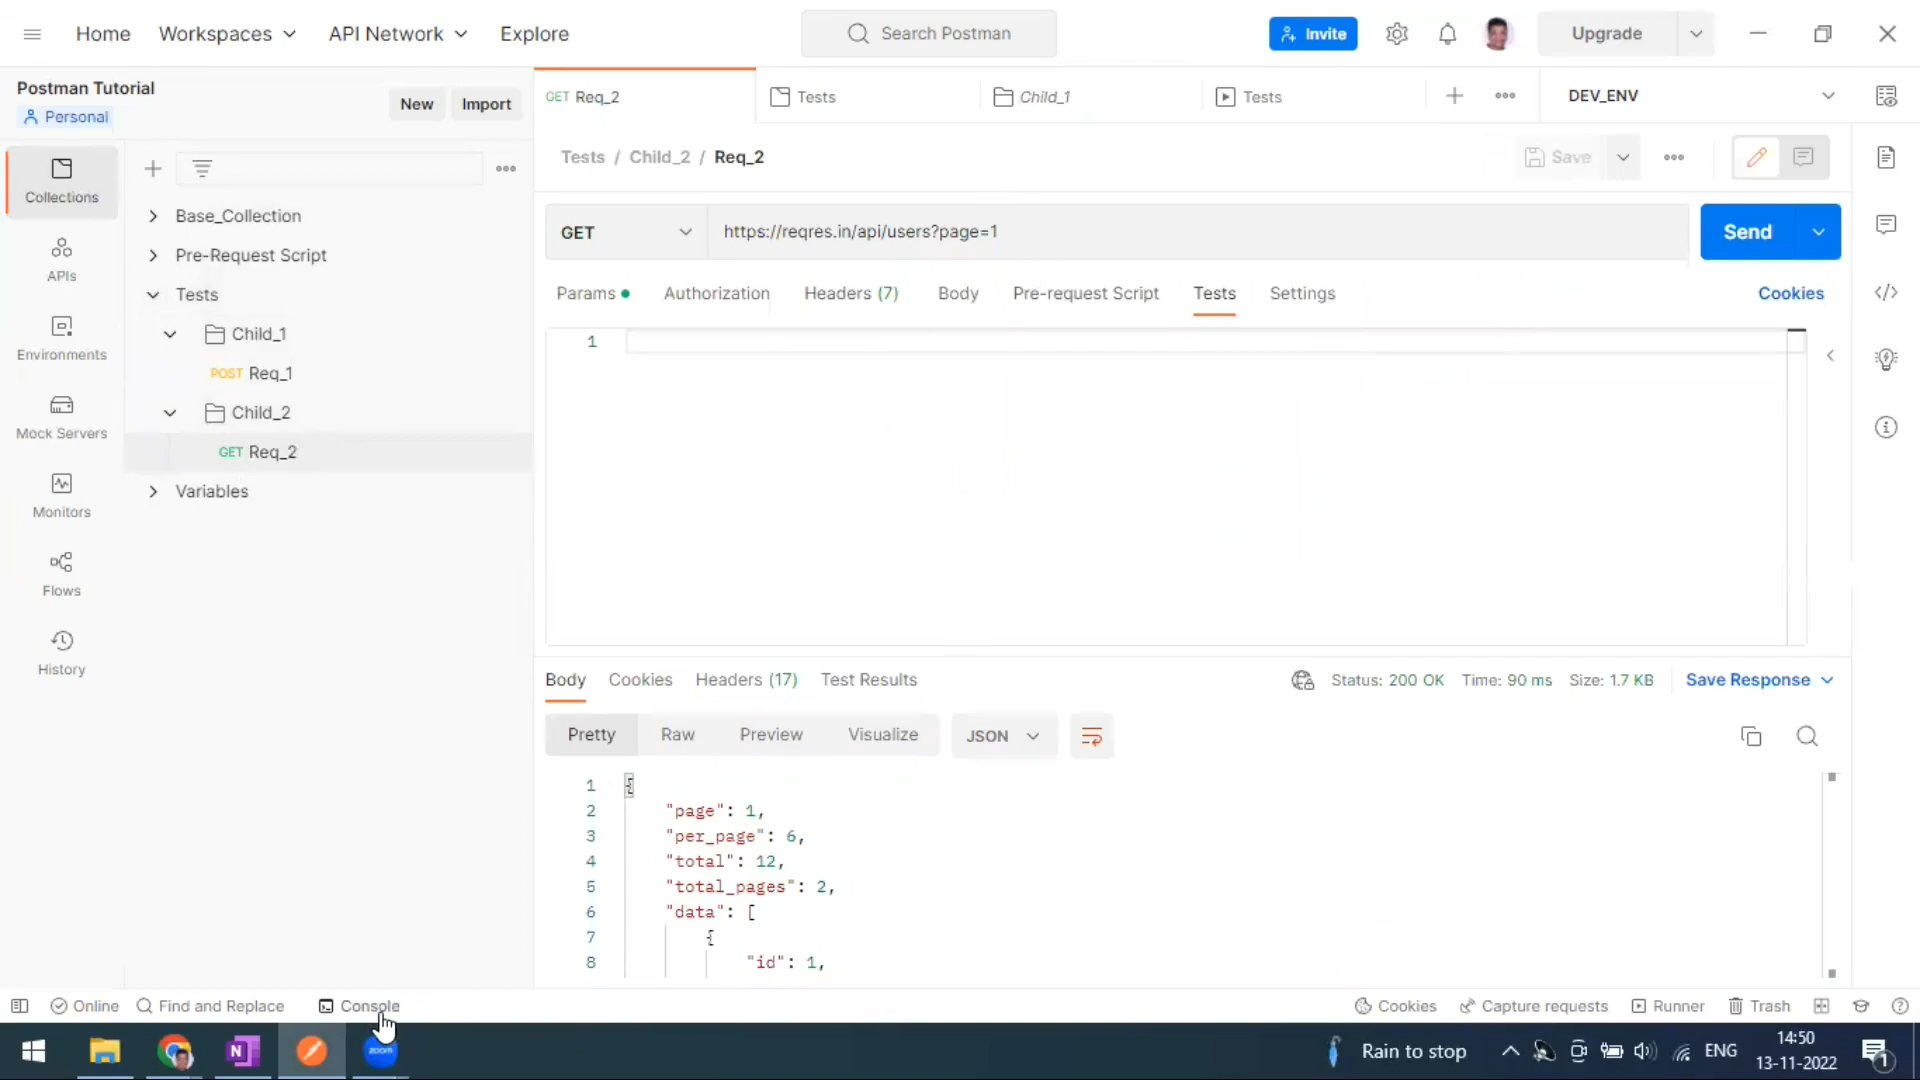 Home Workspaces API Network Explore Search Postman Invite Upgrade
Postman Tutorial
Personal
New Import
GET Req_2 Tests Child_1 Tests DEV_ENV
Tests / Child_2 / Req_2 Save
Collections
APIs
Environments
Mock Servers
Monitors
Flows
History
Base_Collection
Pre-Request Script
Tests
Child_1
POST Req_1
Child_2
GET Req_2
Variables
GET https://reqres.in/api/users?page=1 Send
Params Authorization Headers (7) Body Pre-request Script Tests Settings Cookies
1
Body Cookies Headers (17) Test Results Status: 200 OK Time: 90 ms Size: 1.7 KB Save Response
Pretty Raw Preview Visualize JSON
1 {
2 "page": 1,
3 "per_page": 6,
4 "total": 12,
5 "total_pages": 2,
6 "data": [
7 {
8 "id": 1,
Online Find and Replace Console Cookies Capture requests Runner Trash
N zoom Rain to stop ENG 14:50
13-11-2022 1